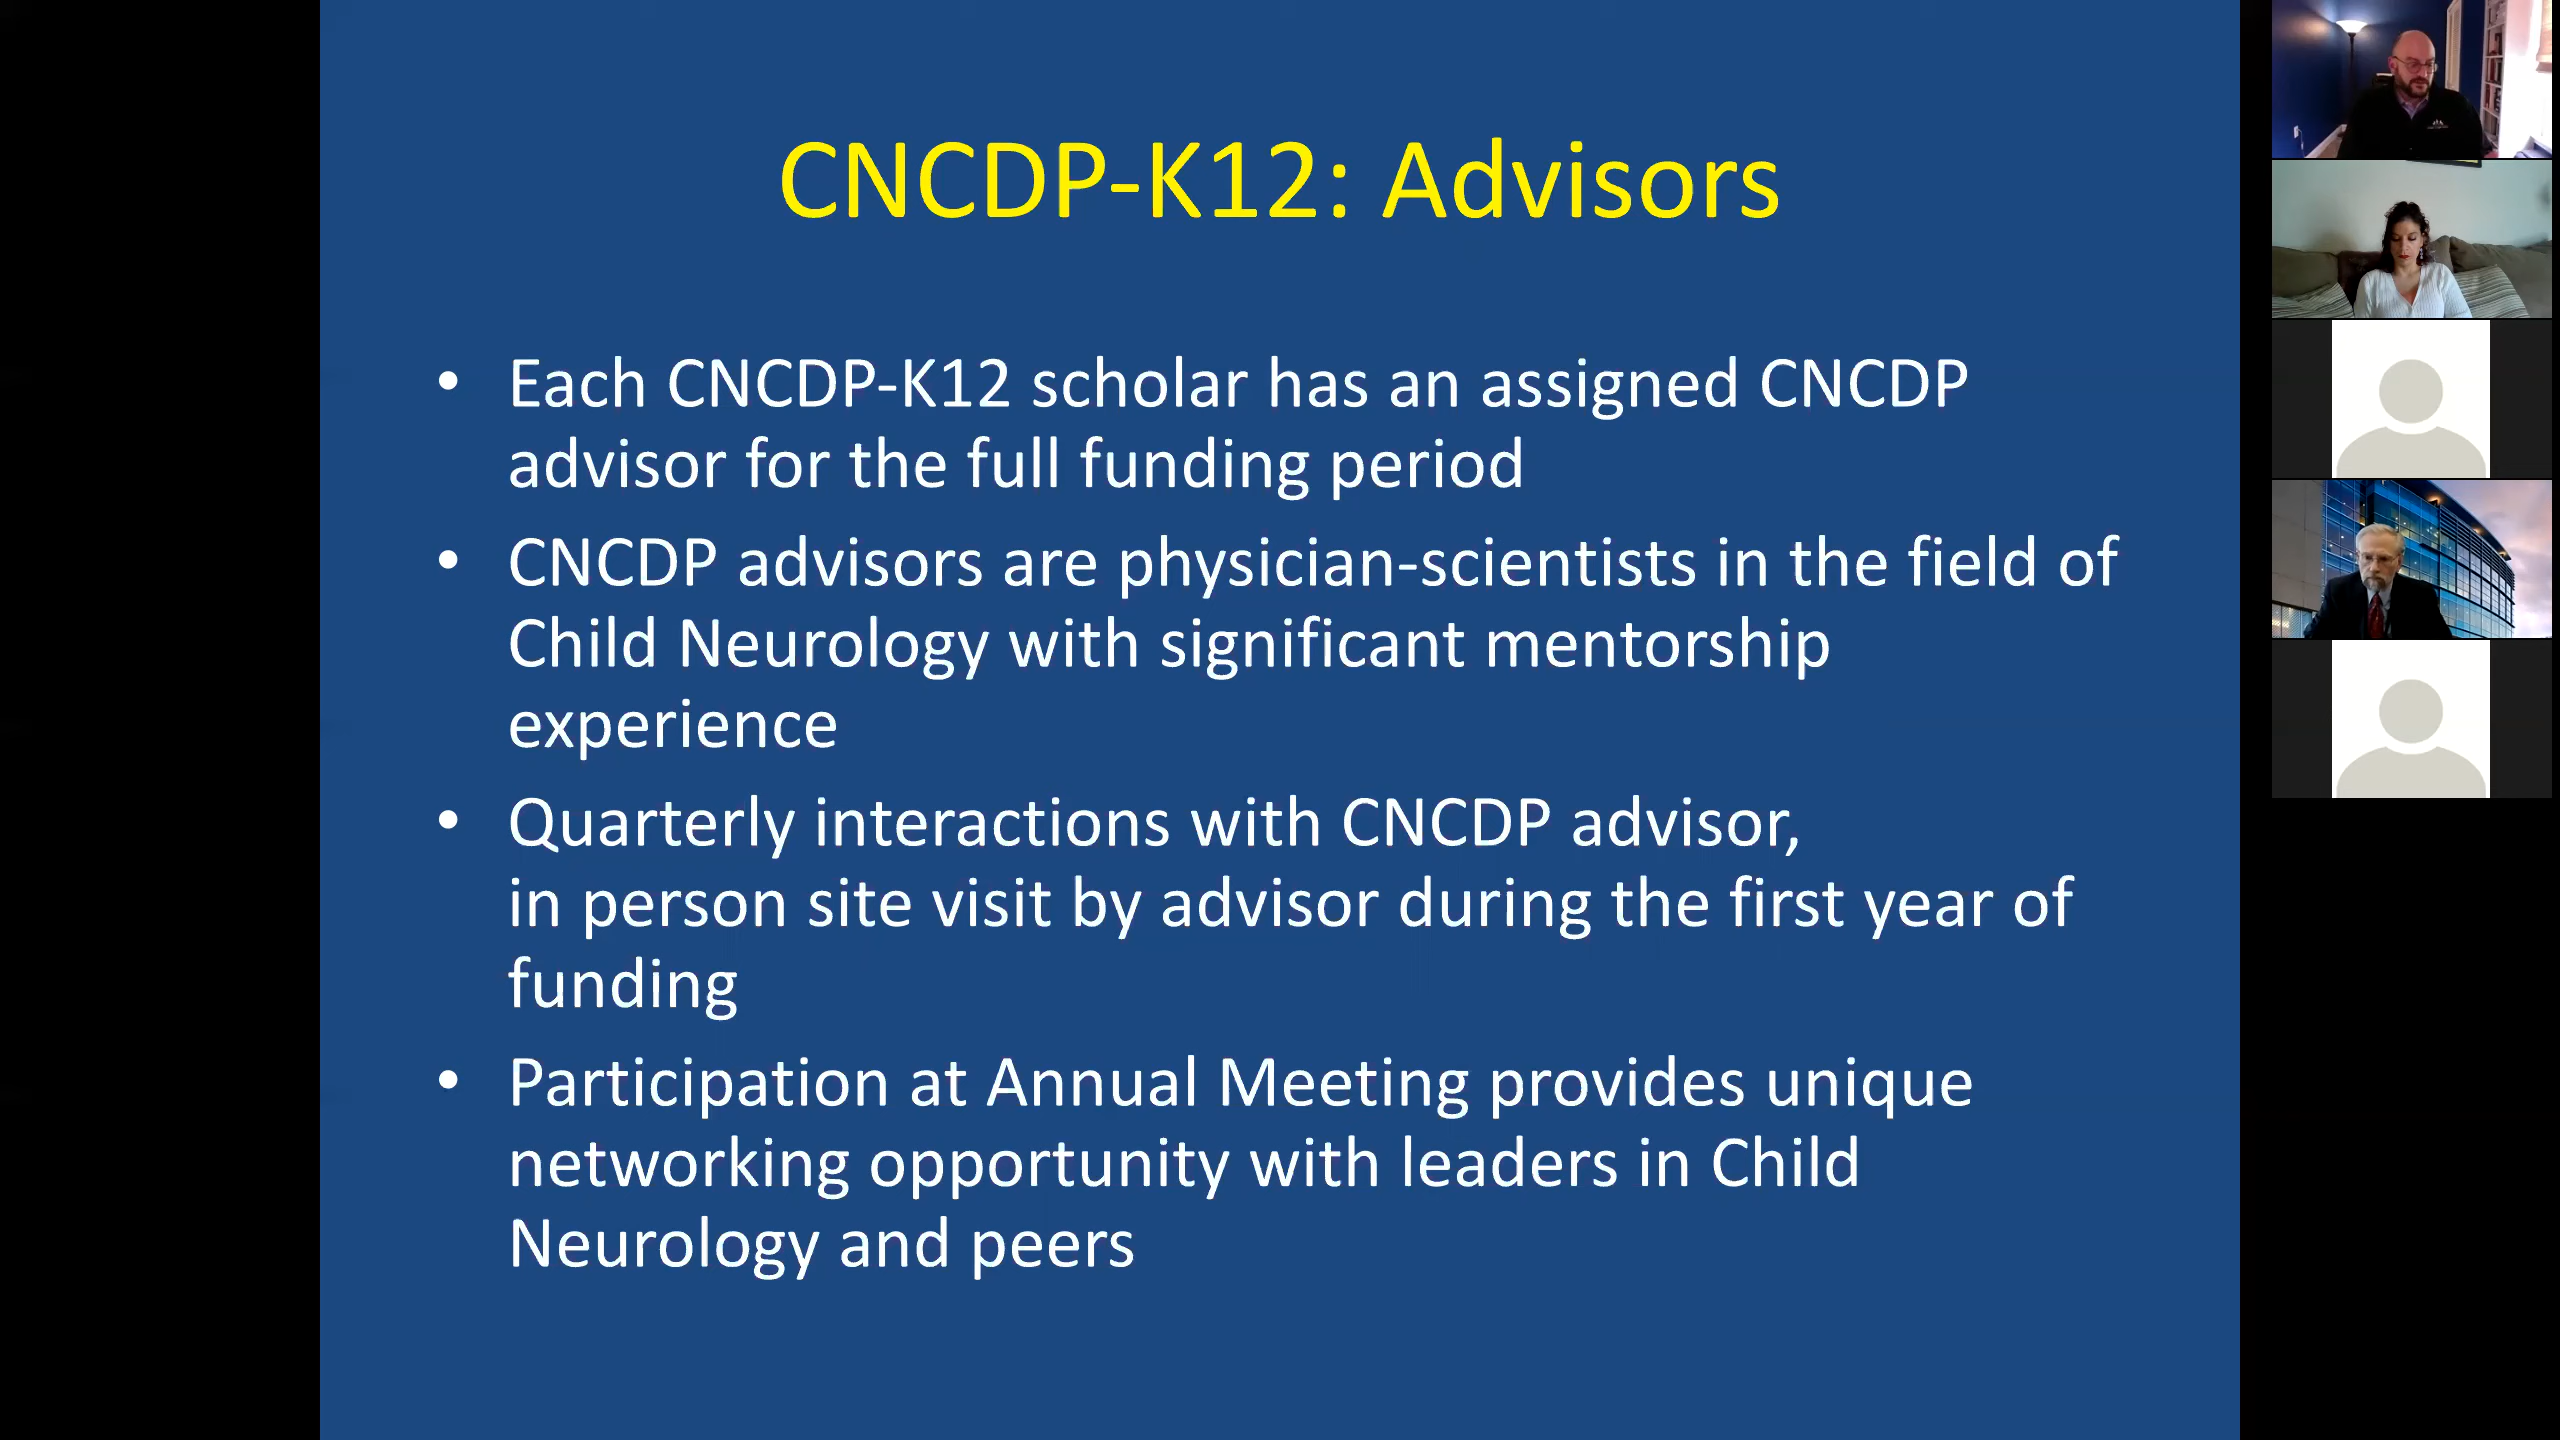 CNCDP-K12: Advisors
• Each CNCDP-K12 scholar has an assigned CNCDP
advisor for the full funding period
• CNCDP advisors are physician-scientists in the field of
Child Neurology with significant mentorship
experience
• Quarterly interactions with CNCDP advisor,
in person site visit by advisor during the first year of
funding
• Participation at Annual Meeting provides unique
networking opportunity with leaders in Child
Neurology and peers